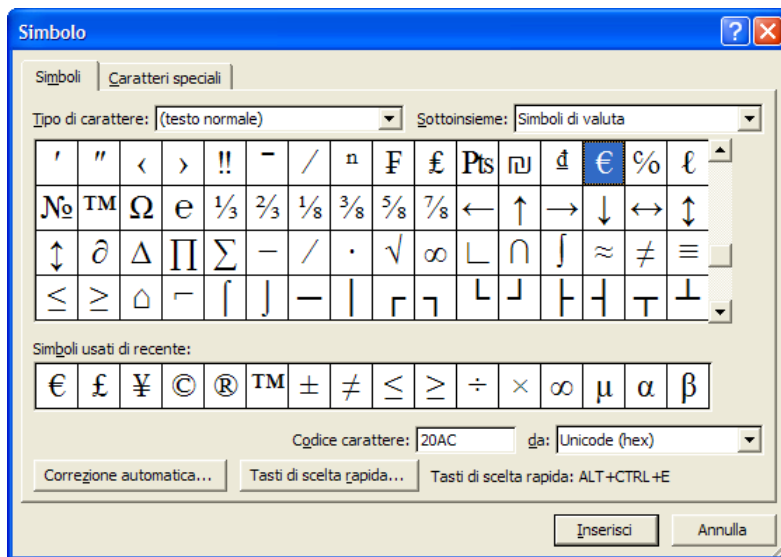 Simbolo
Simboli Caratteri speciali
Tipo di carattere: (testo normale) Sottoinsieme: Simboli di valuta
′ ″ ‹ › ‼ ‾ ⁄ ⁿ ₣ ₤ ₧ ₪ ₫ € ℅ ℓ
№ ™ Ω ℮ ⅓ ⅔ ⅛ ⅜ ⅝ ⅞ ← ↑ → ↓ ↔ ↕
↨ ∂ ∆ ∏ ∑ − ∕ ∙ √ ∞ ∟ ∩ ∫ ≈ ≠ ≡
≤ ≥ ⌂ ⌐ ⌠ ⌡ ─ │ ┌ ┐ └ ┘ ├ ┤ ┬ ┴
Simboli usati di recente:
€ £ ¥ © ® ™ ± ≠ ≤ ≥ ÷ × ∞ µ α β
Codice carattere: 20AC da: Unicode (hex)
Correzione automatica... Tasti di scelta rapida... Tasti di scelta rapida: ALT+CTRL+E
Inserisci Annulla